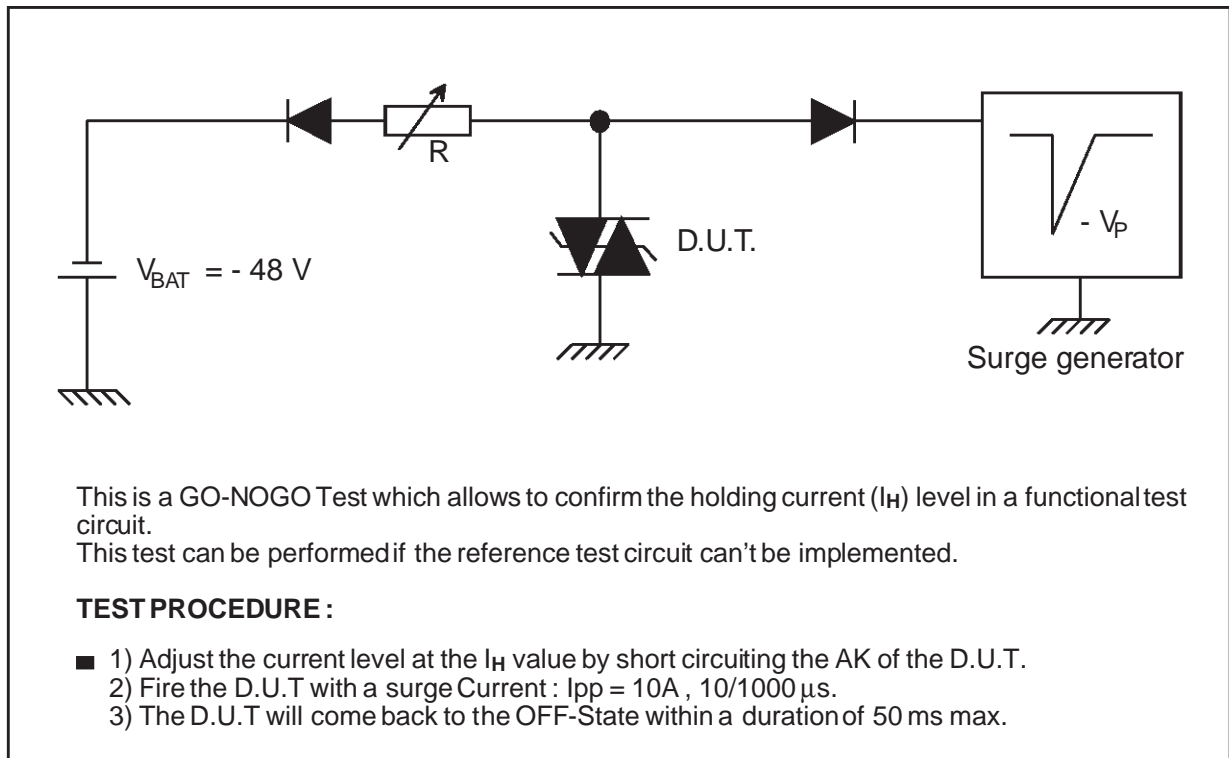 R
- VP
D.U.T.
VBAT = - 48 V
Surge generator
This is a GO-NOGO Test which allows to confirm the holding current (IH) level in a functional test
circuit.
This test can be performed if the reference test circuit can't be implemented.
TEST PROCEDURE :
■ 1) Adjust the current level at the IH value by short circuiting the AK of the D.U.T.
2) Fire the D.U.T with a surge Current : Ipp = 10A , 10/1000 µs.
3) The D.U.T will come back to the OFF-State within a duration of 50 ms max.